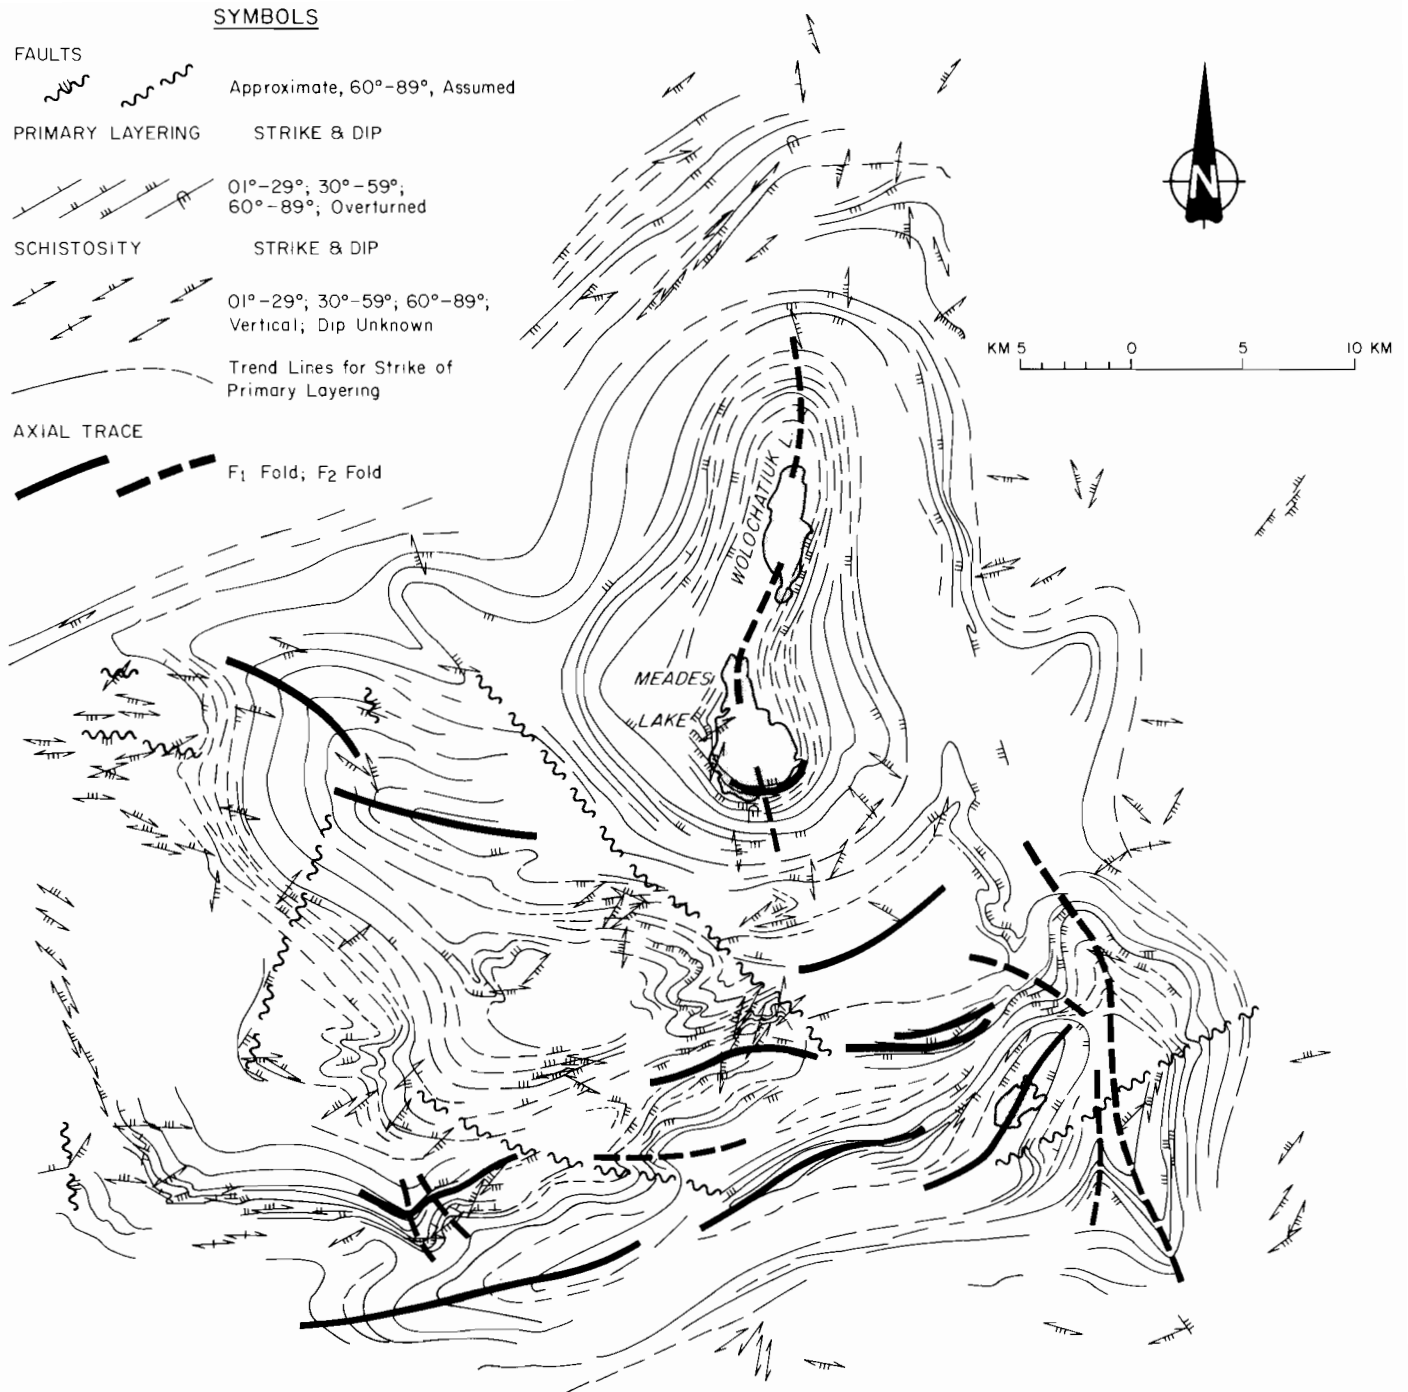 SYMBOLS
FAULTS
Approximate, 60°-89°, Assumed
PRIMARY LAYERING STRIKE & DIP
01°-29°; 30°-59°;
60°-89°; Overturned
SCHISTOSITY STRIKE & DIP
01°-29°; 30°-59°; 60°-89°;
Vertical; Dip Unknown
Trend Lines for Strike of
Primary Layering
AXIAL TRACE
F1 Fold; F2 Fold
N
KM 5 0 5 10 KM
WOLOCHATIUK L.
MEADES
LAKE